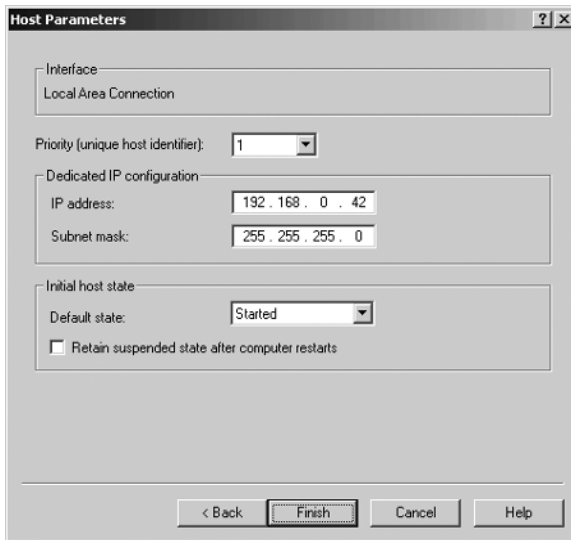 Host Parameters
Interface
Local Area Connection
Priority (unique host identifier): 1
Dedicated IP configuration
IP address: 192 . 168 . 0 . 42
Subnet mask: 255 . 255 . 255 . 0
Initial host state
Default state: Started
Retain suspended state after computer restarts
< Back Finish Cancel Help